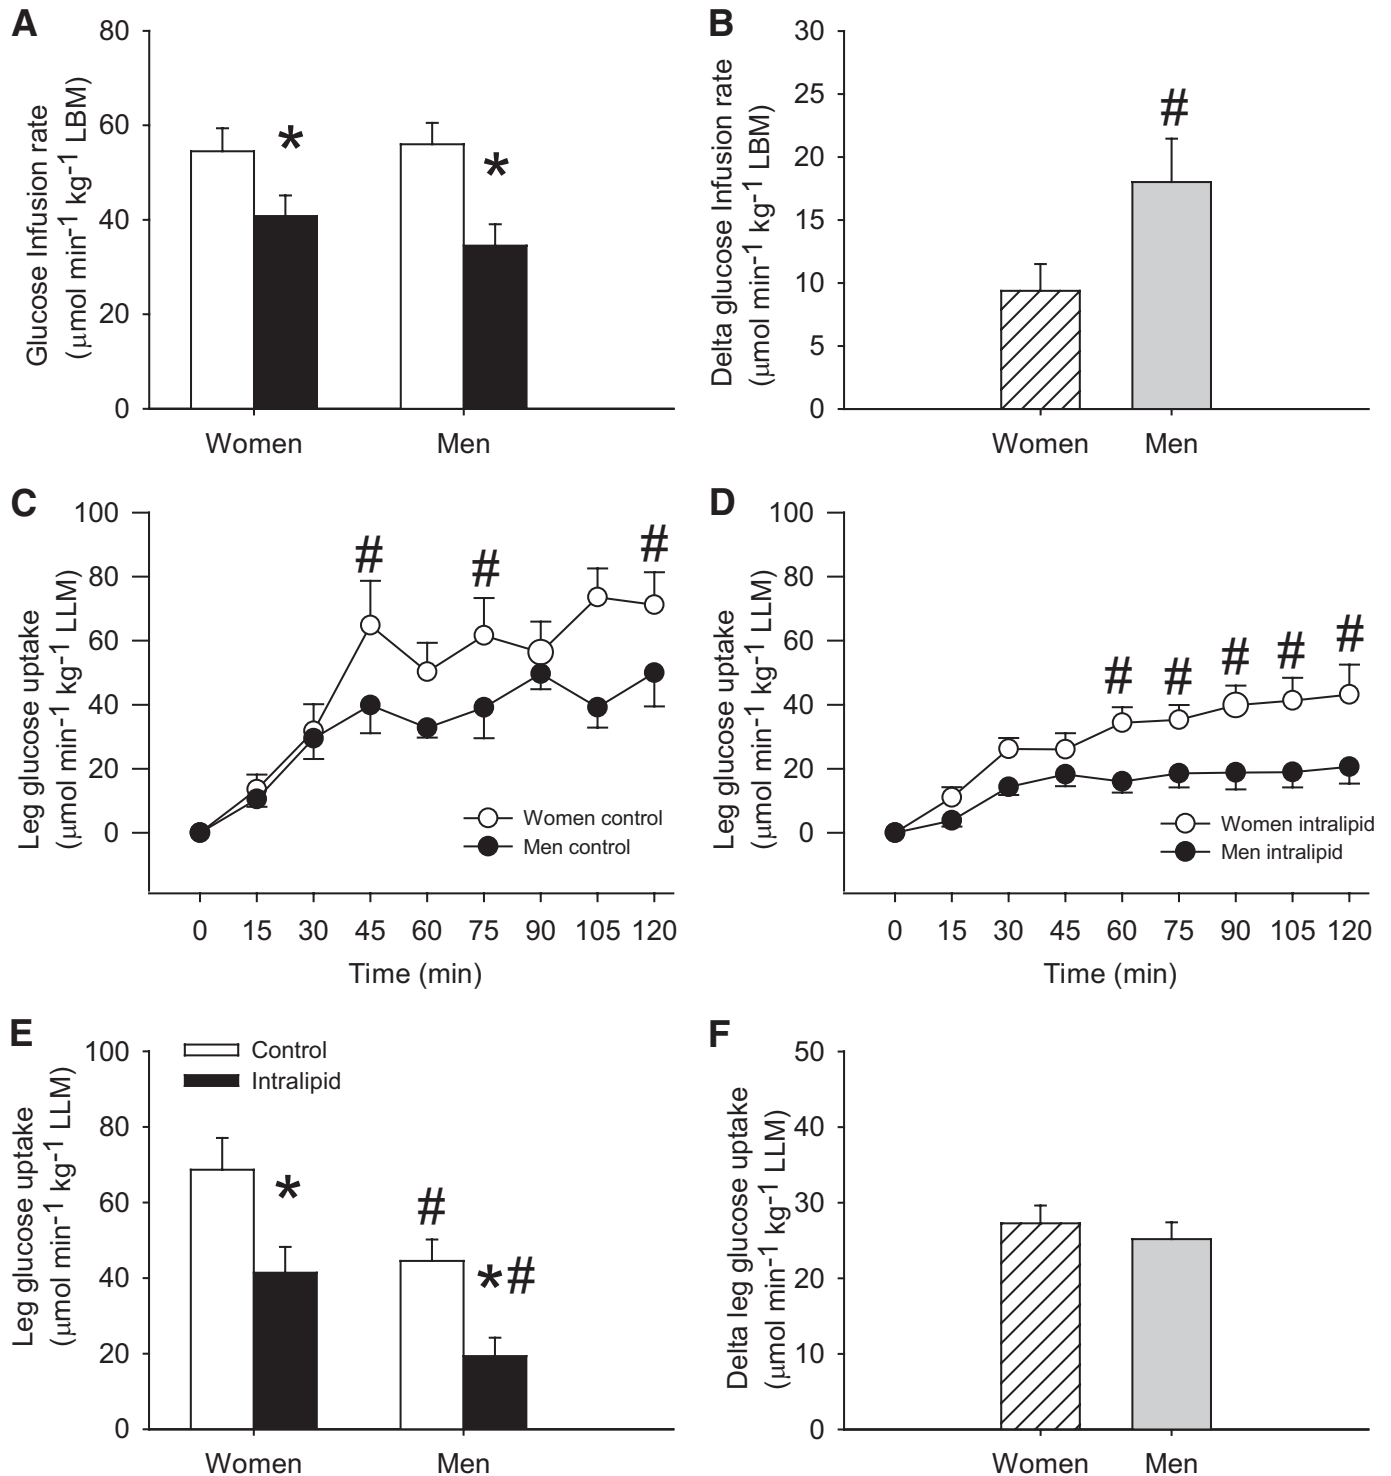 A
80
60
40
20
0
Glucose Infusion rate
(μmol min-1 kg-1 LBM)
*
*
Women Men
B
30
25
20
15
10
5
0
Delta glucose Infusion rate
(μmol min-1 kg-1 LBM)
#
Women Men
C
100
80
60
40
20
0
Leg glucose uptake
(μmol min-1 kg-1 LLM)
# # #
Women control
Men control
0 15 30 45 60 75 90 105 120
Time (min)
D
100
80
60
40
20
0
Leg glucose uptake
(μmol min-1 kg-1 LLM)
# # # # #
Women intralipid
Men intralipid
0 15 30 45 60 75 90 105 120
Time (min)
E
100
80
60
40
20
0
Leg glucose uptake
(μmol min-1 kg-1 LLM)
Control
Intralipid
*
#
*#
Women Men
F
50
40
30
20
10
0
Delta leg glucose uptake
(μmol min-1 kg-1 LLM)
Women Men